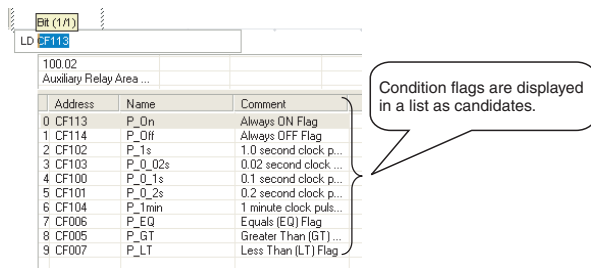 Bit (1/1)
LD CF113
100.02
Auxiliary Relay Area ...
Address Name Comment
0 CF113 P_On Always ON Flag
1 CF114 P_Off Always OFF Flag
2 CF102 P_1s 1.0 second clock p...
3 CF103 P_0_02s 0.02 second clock ...
4 CF100 P_0_1s 0.1 second clock p...
5 CF101 P_0_2s 0.2 second clock p...
6 CF104 P_1min 1 minute clock puls...
7 CF006 P_EQ Equals (EQ) Flag
8 CF005 P_GT Greater Than (GT) ...
9 CF007 P_LT Less Than (LT) Flag
Condition flags are displayed
in a list as candidates.